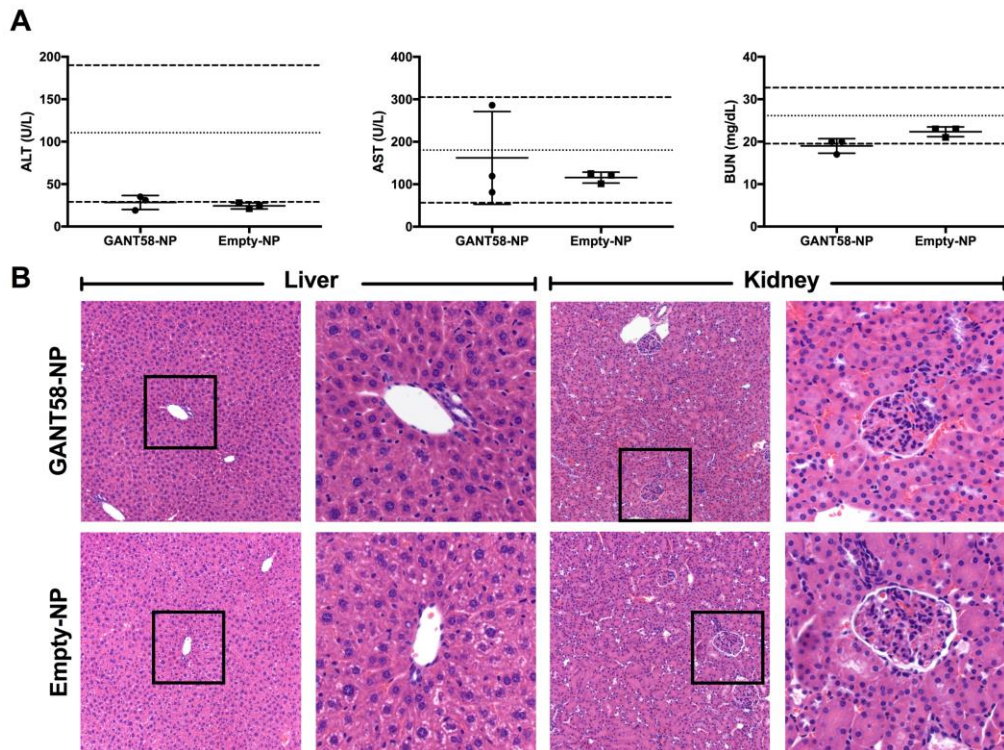 A
ALT (U/L)
200
150
100
50
0
GANT58-NP
Empty-NP
AST (U/L)
400
300
200
100
0
GANT58-NP
Empty-NP
BUN (mg/dL)
40
30
20
10
0
GANT58-NP
Empty-NP
B
Liver
Kidney
GANT58-NP
Empty-NP